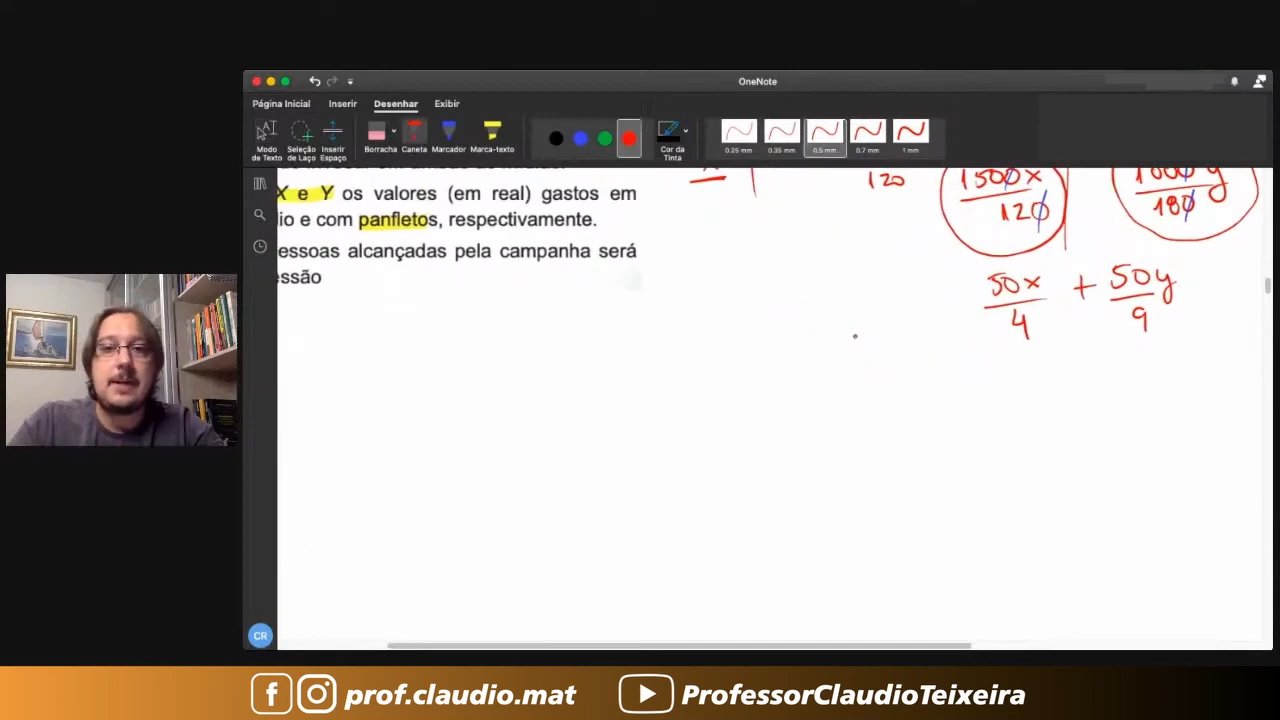 OneNote
Página Inicial Inserir Desenhar Exibir
Modo de Texto
Seleção de Laço
Inserir Espaço
Borracha
Caneta
Marcador
Marca-texto
Cor da Tinta
0.25 mm 0.35 mm 0.5 mm 0.7 mm 1 mm
X e Y os valores (em real) gastos em
io e com panfletos, respectivamente.
essoas alcançadas pela campanha será
essão
120
1500x
120
1000y
180
50x/4 + 50y/9
CR
prof.claudio.mat
ProfessorClaudioTeixeira